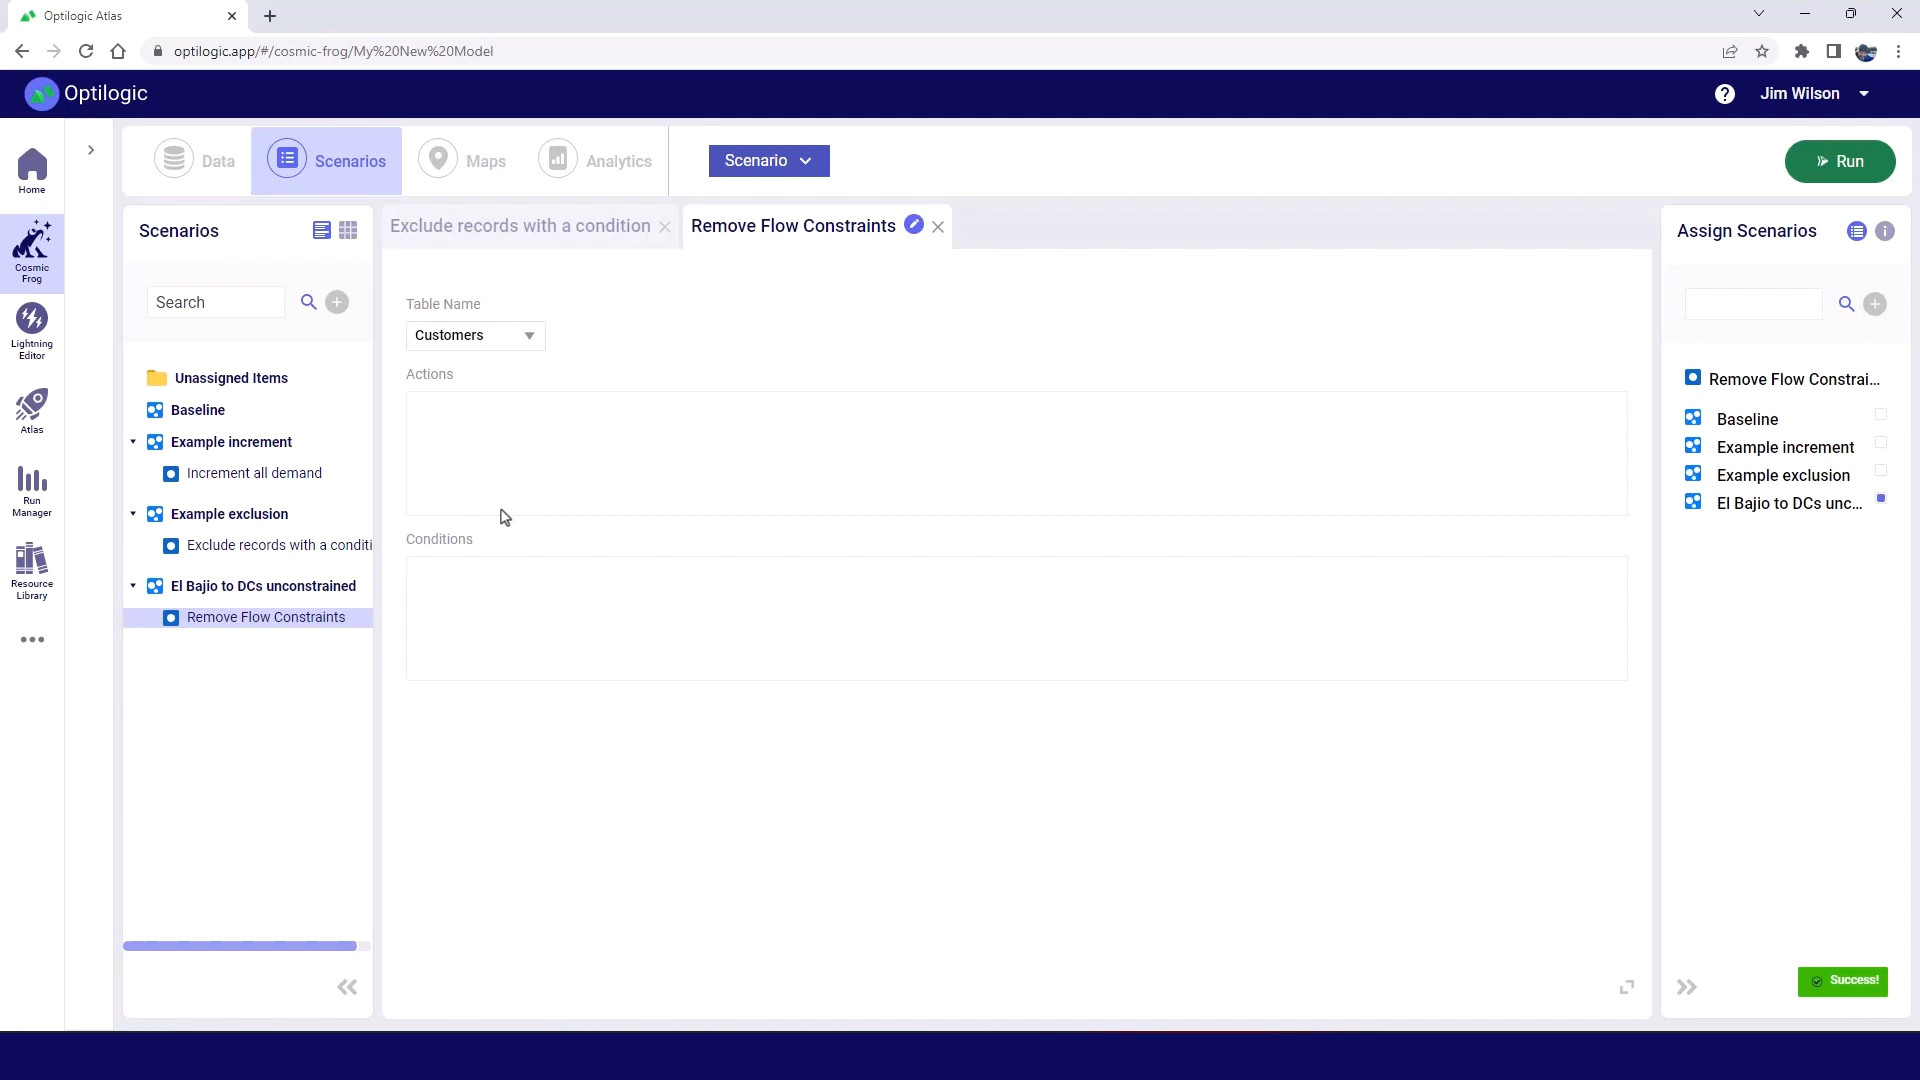 Optilogic Atlas
optilogic.app/#/cosmic-frog/My%20New%20Model
Optilogic
? Jim Wilson
Home
Cosmic
Frog
Lightning
Editor
Atlas
Run
Manager
Resource
Library
Data
Scenarios
Maps
Analytics
Scenario
Run
Scenarios
Search
Unassigned Items
Baseline
Example increment
Increment all demand
Example exclusion
Exclude records with a conditi
El Bajio to DCs unconstrained
Remove Flow Constraints
Exclude records with a condition
Remove Flow Constraints
Table Name
Customers
Actions
Conditions
Assign Scenarios
Remove Flow Constrai...
Baseline
Example increment
Example exclusion
El Bajio to DCs unc...
Success!